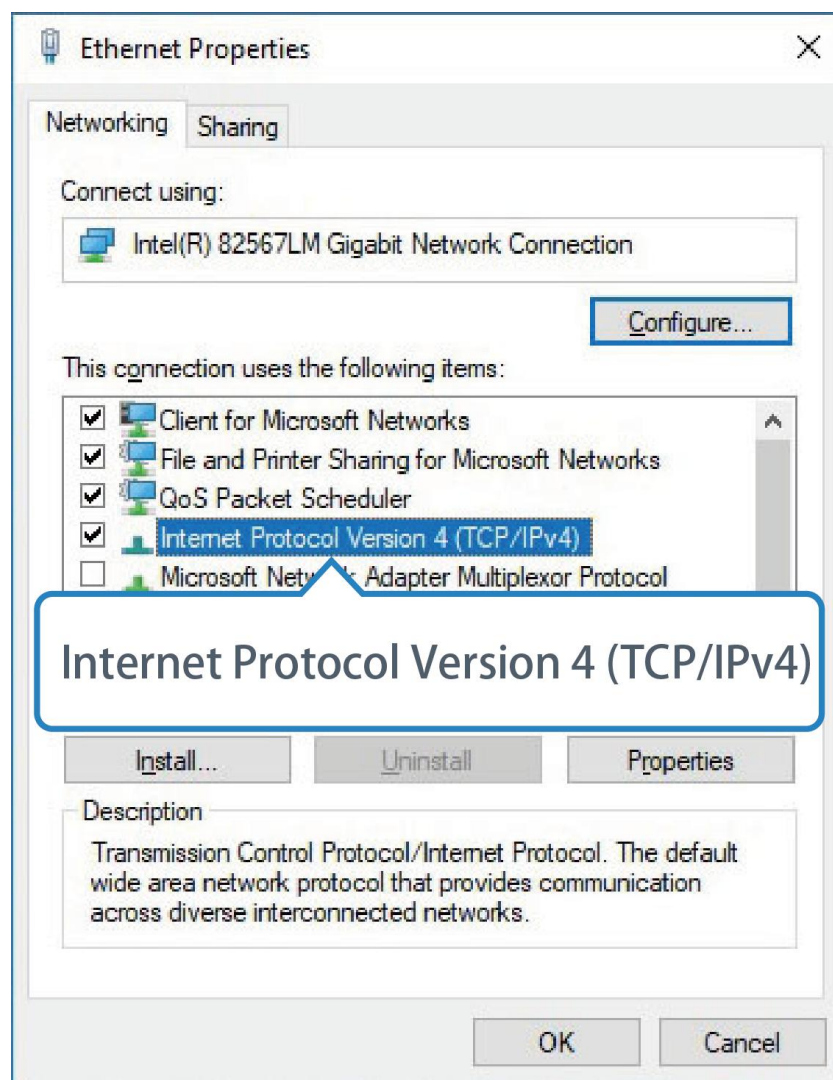 Ethernet Properties
Networking
Sharing
Connect using:
Intel(R) 82567LM Gigabit Network Connection
Configure...
This connection uses the following items:
Client for Microsoft Networks
File and Printer Sharing for Microsoft Networks
QoS Packet Scheduler
Internet Protocol Version 4 (TCP/IPv4)
Microsoft Network Adapter Multiplexor Protocol
Internet Protocol Version 4 (TCP/IPv4)
Install...
Uninstall
Properties
Description
Transmission Control Protocol/Internet Protocol. The default
wide area network protocol that provides communication
across diverse interconnected networks.
OK
Cancel